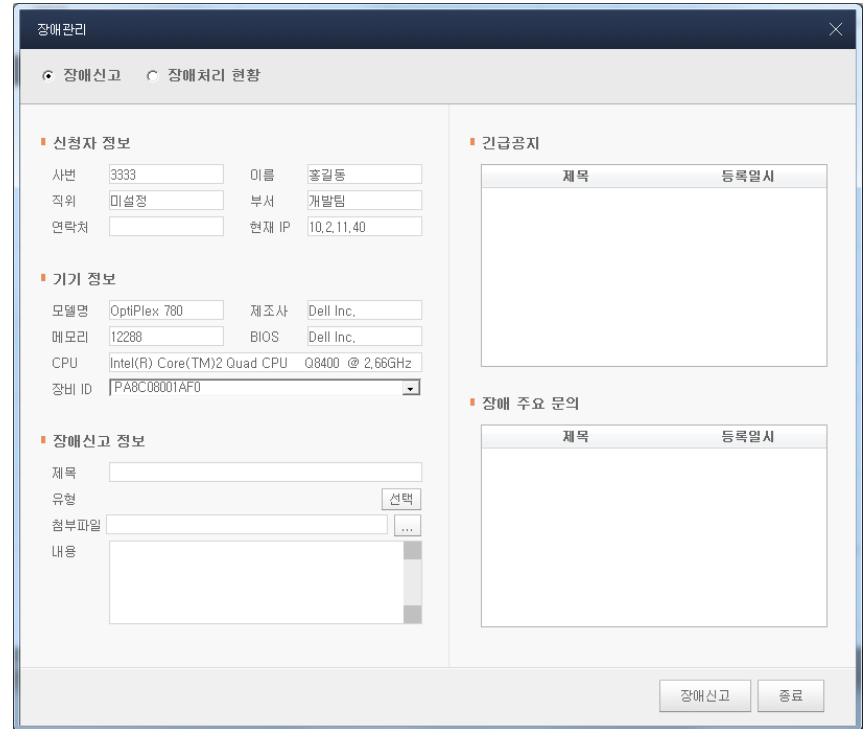 장애관리
장애신고 장애처리 현황
신청자 정보
사번 3333 이름 홍길동
직위 미설정 부서 개발팀
연락처 현재 IP 10,2,11,40
기기 정보
모델명 OptiPlex 780 제조사 Dell Inc,
메모리 12288 BIOS Dell Inc,
CPU Intel(R) Core(TM)2 Quad CPU Q8400 @ 2,66GHz
장비 ID PA8C08001AF0
장애신고 정보
제목
유형 선택
첨부파일 ...
내용
긴급공지
제목 등록일시
장애 주요 문의
제목 등록일시
장애신고 종료